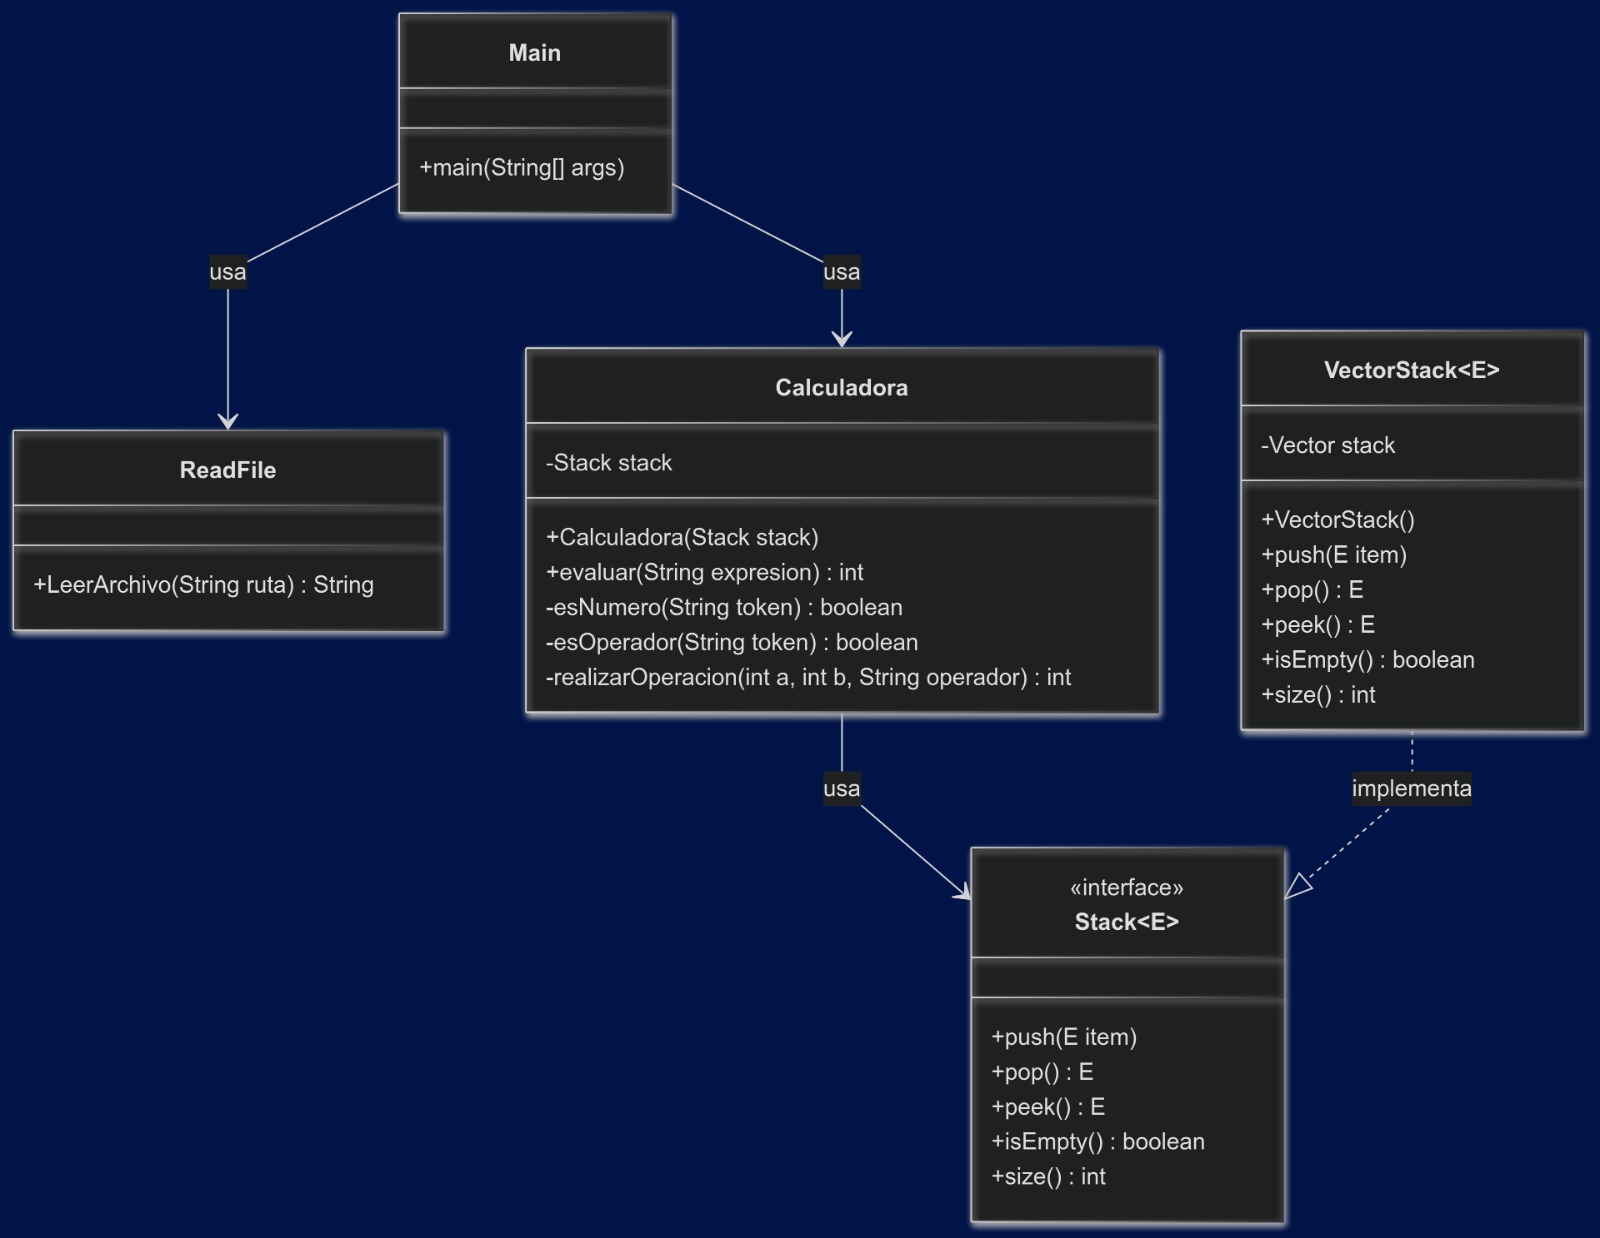 Main
+main(String[] args)
usa
usa
ReadFile
+LeerArchivo(String ruta) : String
Calculadora
-Stack stack
+Calculadora(Stack stack)
+evaluar(String expresion) : int
-esNumero(String token) : boolean
-esOperador(String token) : boolean
-realizarOperacion(int a, int b, String operador) : int
VectorStack<E>
-Vector stack
+VectorStack()
+push(E item)
+pop() : E
+peek() : E
+isEmpty() : boolean
+size() : int
usa
implementa
«interface»
Stack<E>
+push(E item)
+pop() : E
+peek() : E
+isEmpty() : boolean
+size() : int